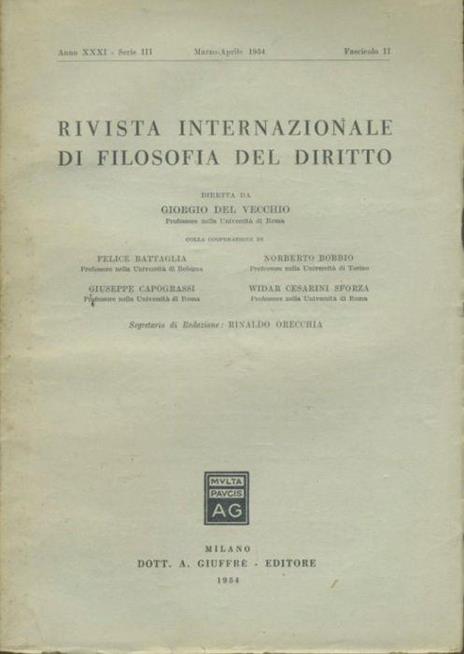 Anno XXXI - Serie III Marzo-Aprile 1954 Fascicolo II
RIVISTA INTERNAZIONALE
DI FILOSOFIA DEL DIRITTO
DIRETTA DA
GIORGIO DEL VECCHIO
Professore nella Università di Roma
COLLA COOPERAZIONE DI
FELICE BATTAGLIA NORBERTO BOBBIO
Professore nella Università di Bologna Professore nella Università di Torino
GIUSEPPE CAPOGRASSI WIDAR CESARINI SFORZA
Professore nella Università di Roma Professore nella Università di Roma
Segretario di Redazione: RINALDO ORECCHIA
MVLTA
PAVCIS
AG
MILANO
DOTT. A. GIUFFRÈ - EDITORE
1954